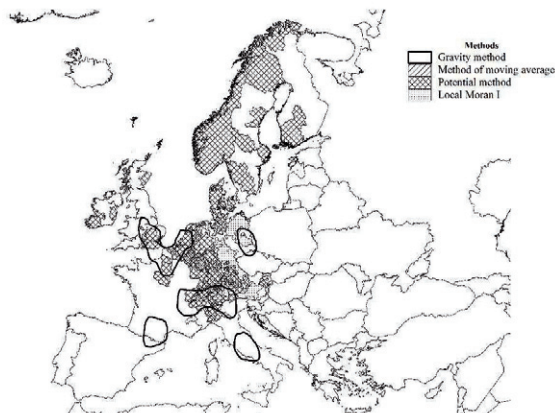 Methods
Gravity method
Method of moving average
Potential method
Local Moran I